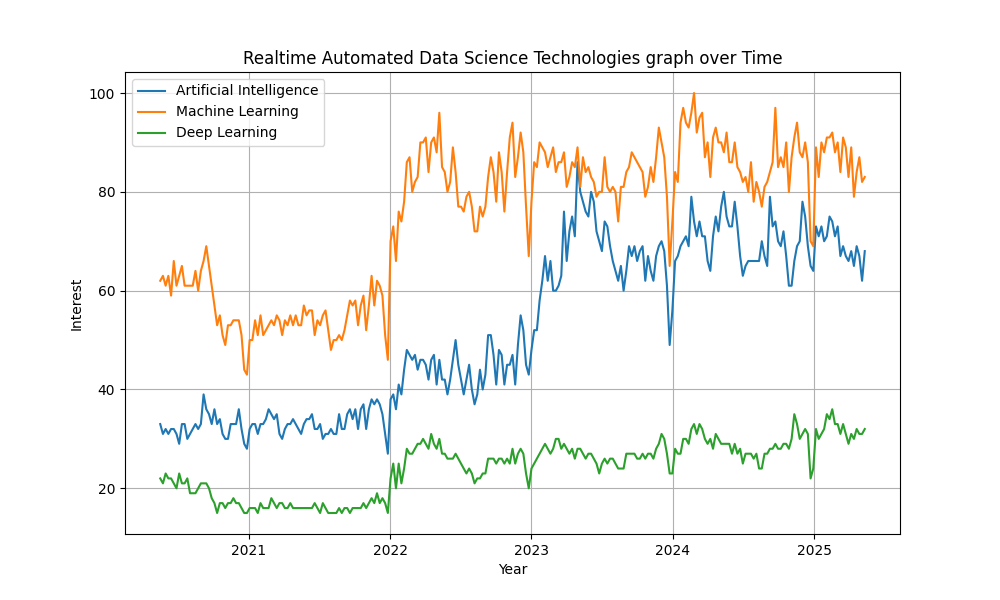 Realtime Automated Data Science Technologies graph over Time
Artificial Intelligence
Machine Learning
Deep Learning
100
80
60
40
20
Interest
2021 2022 2023 2024 2025
Year